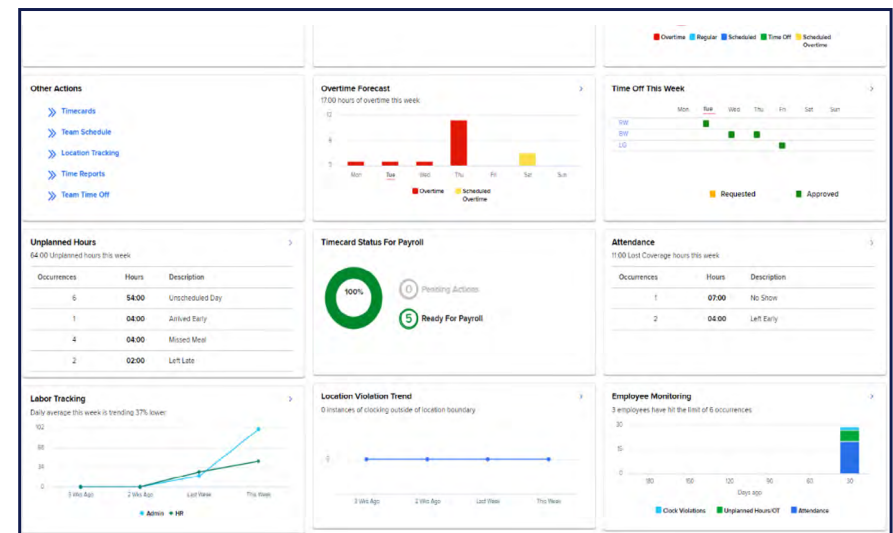 Overtime Regular Scheduled Time Off Scheduled Overtime
Other Actions
Timecards
Team Schedule
Location Tracking
Time Reports
Team Time Off
Overtime Forecast
17:00 hours of overtime this week
12
6
0
Mon Tue Wed Thu Fri Sat Sun
Overtime Scheduled Overtime
Time Off This Week
Mon Tue Wed Thu Fri Sat Sun
RW
BW
LG
Requested Approved
Unplanned Hours
64:00 Unplanned hours this week
Occurrences Hours Description
6 54:00 Unscheduled Day
1 04:00 Arrived Early
4 04:00 Missed Meal
2 02:00 Left Late
Timecard Status For Payroll
100%
0 Pending Actions
5 Ready For Payroll
Attendance
11:00 Lost Coverage hours this week
Occurrences Hours Description
1 07:00 No Show
2 04:00 Left Early
Labor Tracking
Daily average this week is trending 37% lower
102
68
34
0
3 Wks Ago 2 Wks Ago Last Week This Week
Admin HR
Location Violation Trend
0 instances of clocking outside of location boundary
0
3 Wks Ago 2 Wks Ago Last Week This Week
Employee Monitoring
3 employees have hit the limit of 6 occurrences
30
15
0
180 150 120 90 60 30
Days ago
Clock Violations Unplanned Hours/OT Attendance